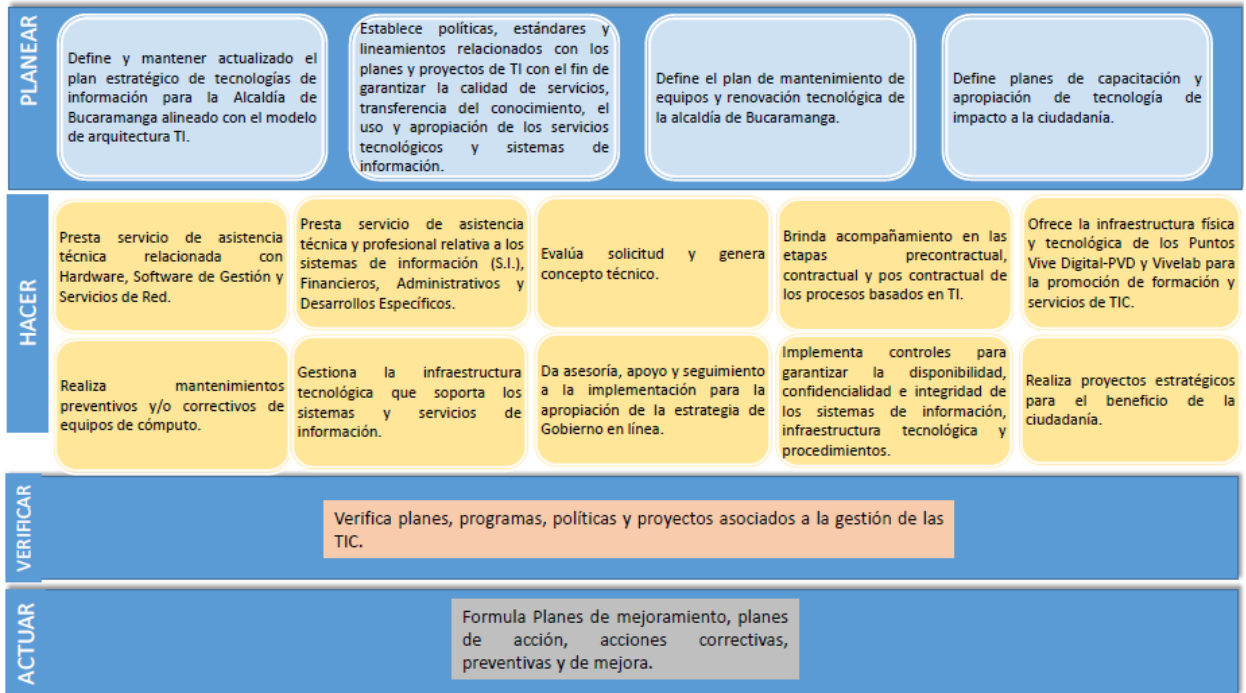 PLANEAR
Define y mantener actualizado el
plan estratégico de tecnologías de
información para la Alcaldía de
Bucaramanga alineado con el modelo
de arquitectura TI.
Establece políticas, estándares y
lineamientos relacionados con los
planes y proyectos de TI con el fin de
garantizar la calidad de servicios,
transferencia del conocimiento, el
uso y apropiación de los servicios
tecnológicos y sistemas de
información.
Define el plan de mantenimiento de
equipos y renovación tecnológica de
la alcaldía de Bucaramanga.
Define planes de capacitación y
apropiación de tecnología de
impacto a la ciudadanía.
HACER
Presta servicio de asistencia
técnica relacionada con
Hardware, Software de Gestión y
Servicios de Red.
Presta servicio de asistencia
técnica y profesional relativa a los
sistemas de información (S.I.),
Financieros, Administrativos y
Desarrollos Específicos.
Evalúa solicitud y genera
concepto técnico.
Brinda acompañamiento en las
etapas precontractual,
contractual y pos contractual de
los procesos basados en TI.
Ofrece la infraestructura física
y tecnológica de los Puntos
Vive Digital-PVD y Vivelab para
la promoción de formación y
servicios de TIC.
Realiza mantenimientos
preventivos y/o correctivos de
equipos de cómputo.
Gestiona la infraestructura
tecnológica que soporta los
sistemas y servicios de
información.
Da asesoría, apoyo y seguimiento
a la implementación para la
apropiación de la estrategia de
Gobierno en línea.
Implementa controles para
garantizar la disponibilidad,
confidencialidad e integridad de
los sistemas de información,
infraestructura tecnológica y
procedimientos.
Realiza proyectos estratégicos
para el beneficio de la
ciudadanía.
VERIFICAR
Verifica planes, programas, políticas y proyectos asociados a la gestión de las
TIC.
ACTUAR
Formula Planes de mejoramiento, planes
de acción, acciones correctivas,
preventivas y de mejora.